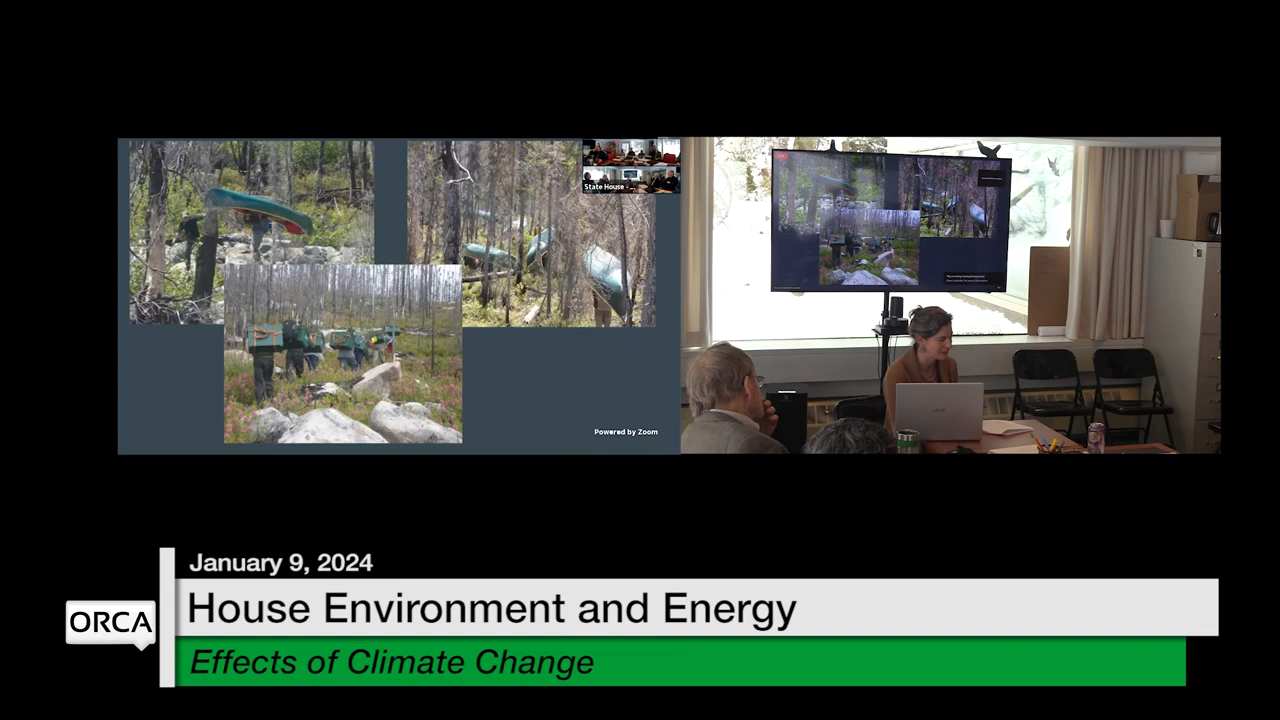 State House - ...
Powered by Zoom
January 9, 2024
ORCA
House Environment and Energy
Effects of Climate Change